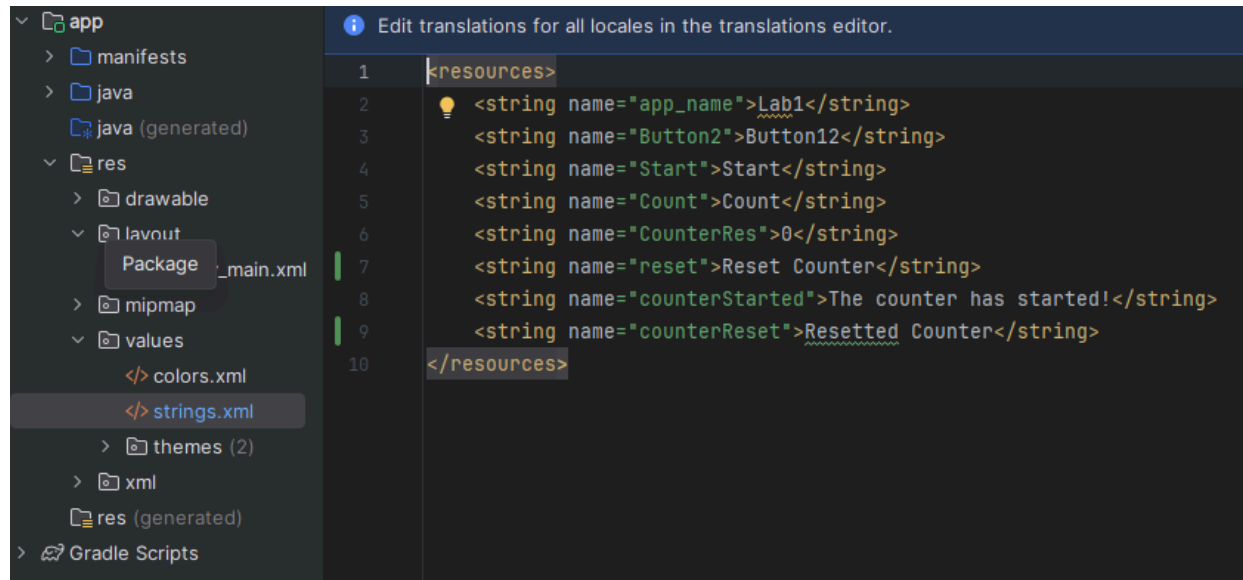 app
manifests
java
java (generated)
res
drawable
layout
Package
_main.xml
mipmap
values
colors.xml
strings.xml
themes (2)
xml
res (generated)
Gradle Scripts
Edit translations for all locales in the translations editor.
1 <resources>
2 <string name="app_name">Lab1</string>
3 <string name="Button2">Button12</string>
4 <string name="Start">Start</string>
5 <string name="Count">Count</string>
6 <string name="CounterRes">0</string>
7 <string name="reset">Reset Counter</string>
8 <string name="counterStarted">The counter has started!</string>
9 <string name="counterReset">Resetted Counter</string>
10 </resources>